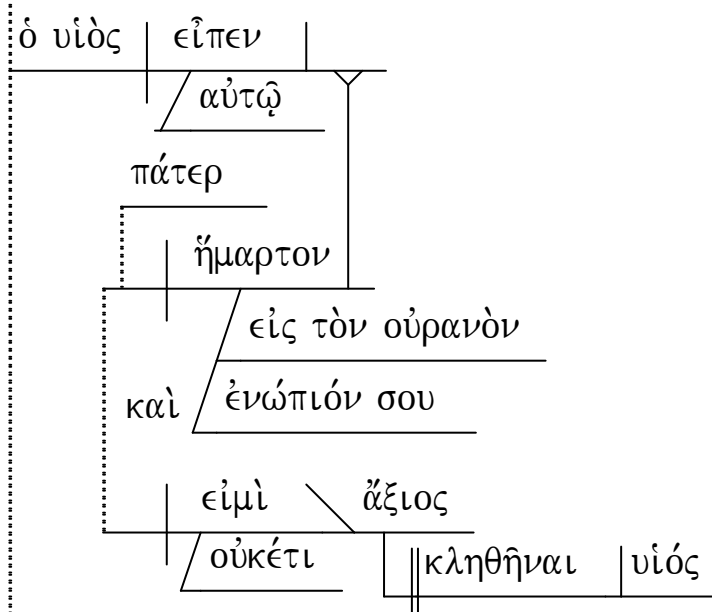 ὁ υἱὸς εἶπεν
αὐτῷ
πάτερ
ἥμαρτον
εἰς τὸν οὐρανὸν
καὶ ἐνώπιόν σου
εἰμὶ ἄξιος
οὐκέτι κληθῆναι υἱός